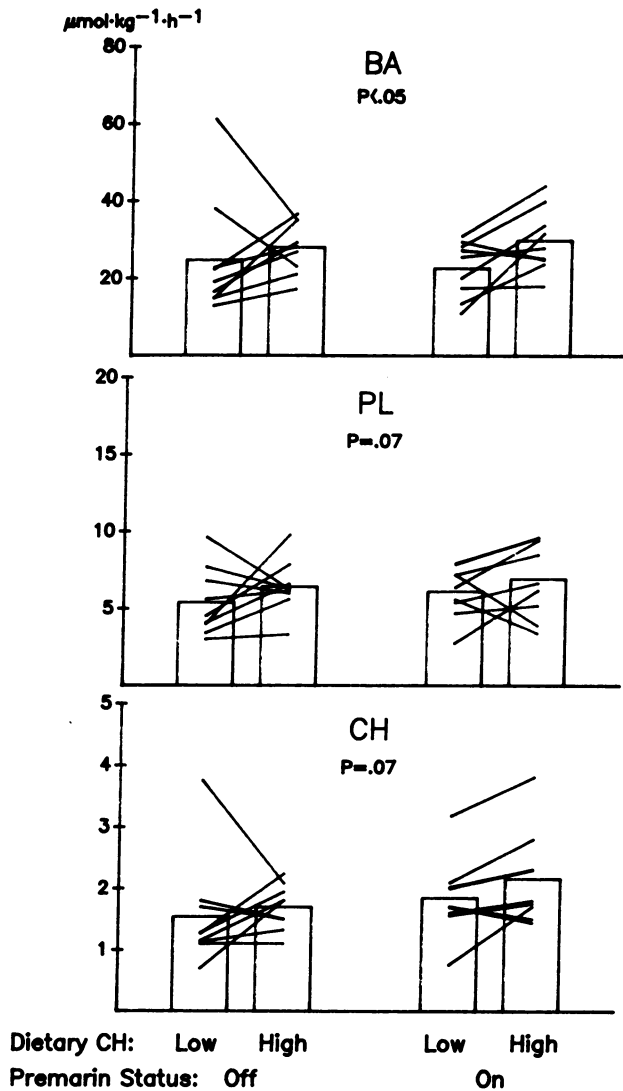 μmol·kg⁻¹·h⁻¹
80
BA
P<.05
60
40
20
20
PL
P=.07
15
10
5
5
CH
P=.07
4
3
2
1
Dietary CH: Low High Low High
Premarin Status: Off On